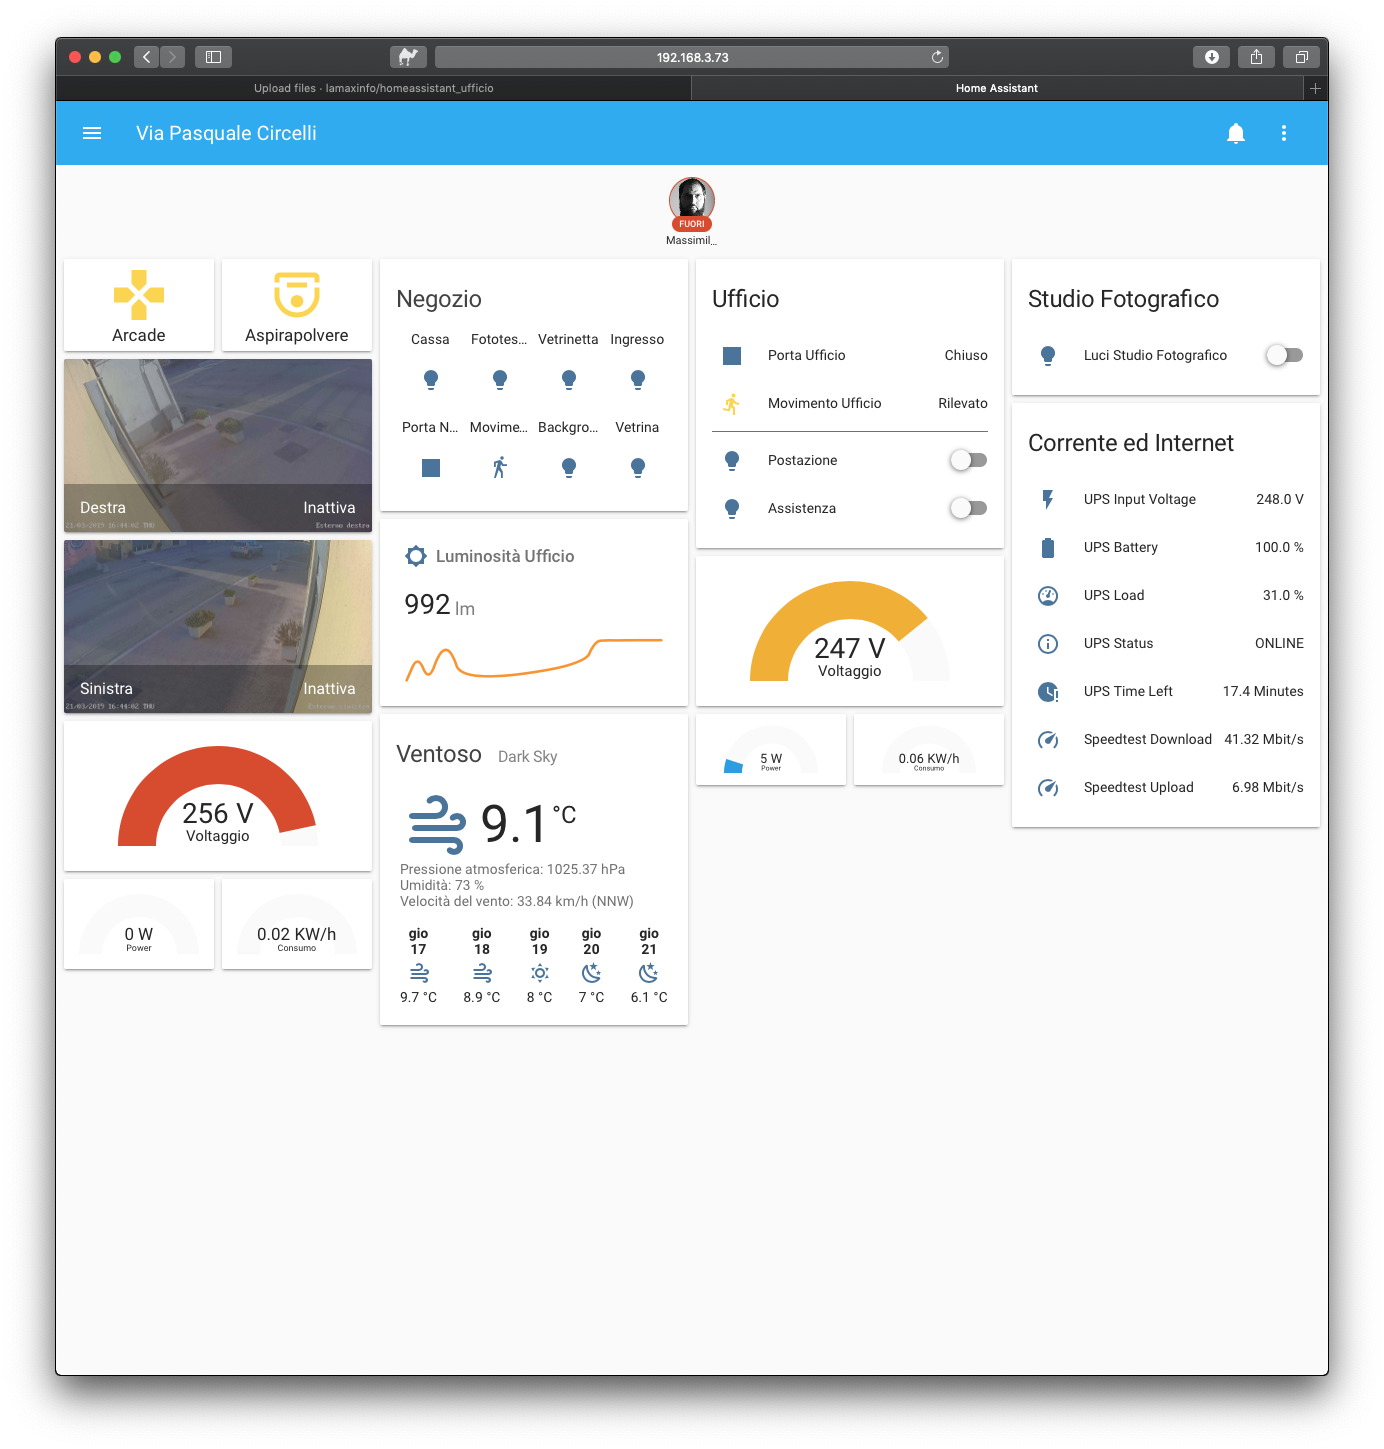 192.168.3.73
Upload files · lamaxinfo/homeassistant_ufficio
Home Assistant
Via Pasquale Circelli
FUORI
Massimil...
Arcade
Aspirapolvere
Destra
Inattiva
21/03/2019 16:44:02 THU
Esterno destra
Sinistra
Inattiva
21/03/2019 16:44:02 THU
Esterno sinistra
256 V
Voltaggio
0 W
Power
0.02 KW/h
Consumo
Negozio
Cassa Fototes... Vetrinetta Ingresso
Porta N... Movime... Backgro... Vetrina
Luminosità Ufficio
992 lm
Ventoso Dark Sky
9.1 °C
Pressione atmosferica: 1025.37 hPa
Umidità: 73 %
Velocità del vento: 33.84 km/h (NNW)
gio gio gio gio gio
17 18 19 20 21
9.7 °C 8.9 °C 8 °C 7 °C 6.1 °C
Ufficio
Porta Ufficio Chiuso
Movimento Ufficio Rilevato
Postazione
Assistenza
247 V
Voltaggio
5 W
Power
0.06 KW/h
Consumo
Studio Fotografico
Luci Studio Fotografico
Corrente ed Internet
UPS Input Voltage 248.0 V
UPS Battery 100.0 %
UPS Load 31.0 %
UPS Status ONLINE
UPS Time Left 17.4 Minutes
Speedtest Download 41.32 Mbit/s
Speedtest Upload 6.98 Mbit/s